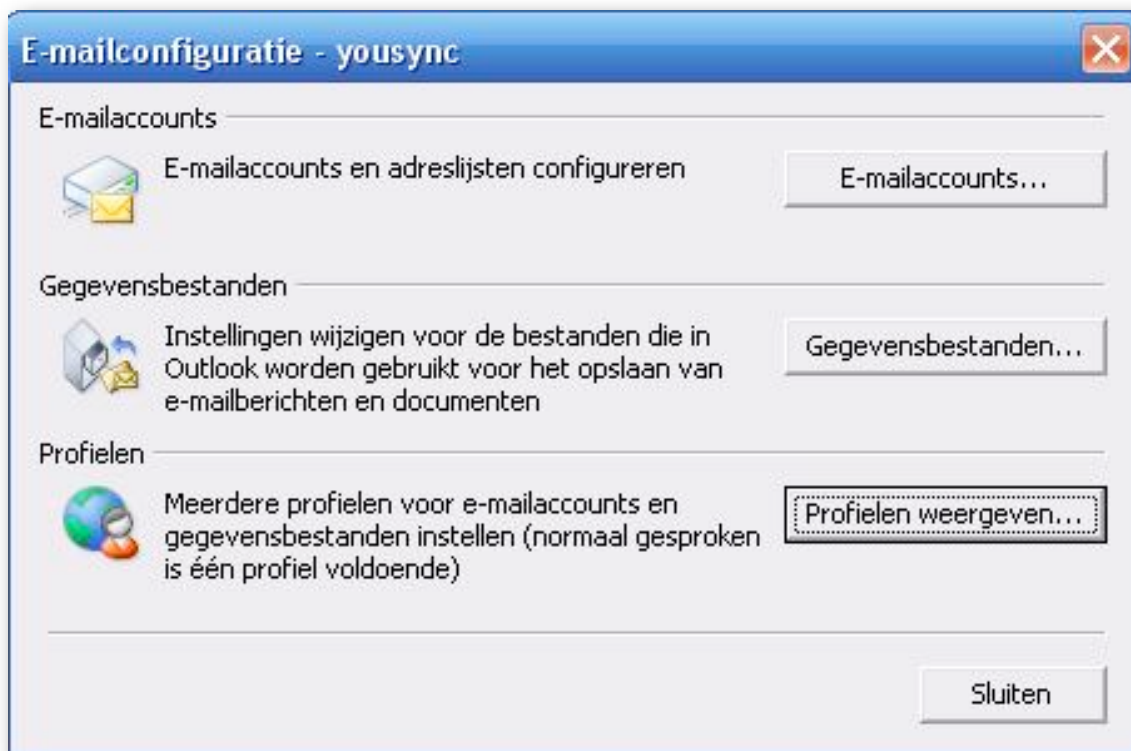 E-mailconfiguratie - yousync
E-mailaccounts
E-mailaccounts en adreslijsten configureren
E-mailaccounts...
Gegevensbestanden
Instellingen wijzigen voor de bestanden die in
Outlook worden gebruikt voor het opslaan van
e-mailberichten en documenten
Gegevensbestanden...
Profielen
Meerdere profielen voor e-mailaccounts en
gegevensbestanden instellen (normaal gesproken
is één profiel voldoende)
Profielen weergeven...
Sluiten